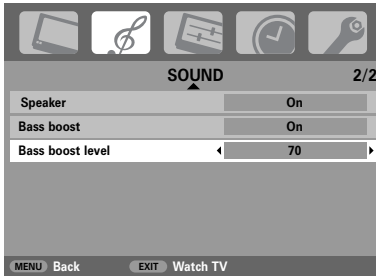 SOUND 2/2
Speaker On
Bass boost On
Bass boost level 70
MENU Back EXIT Watch TV